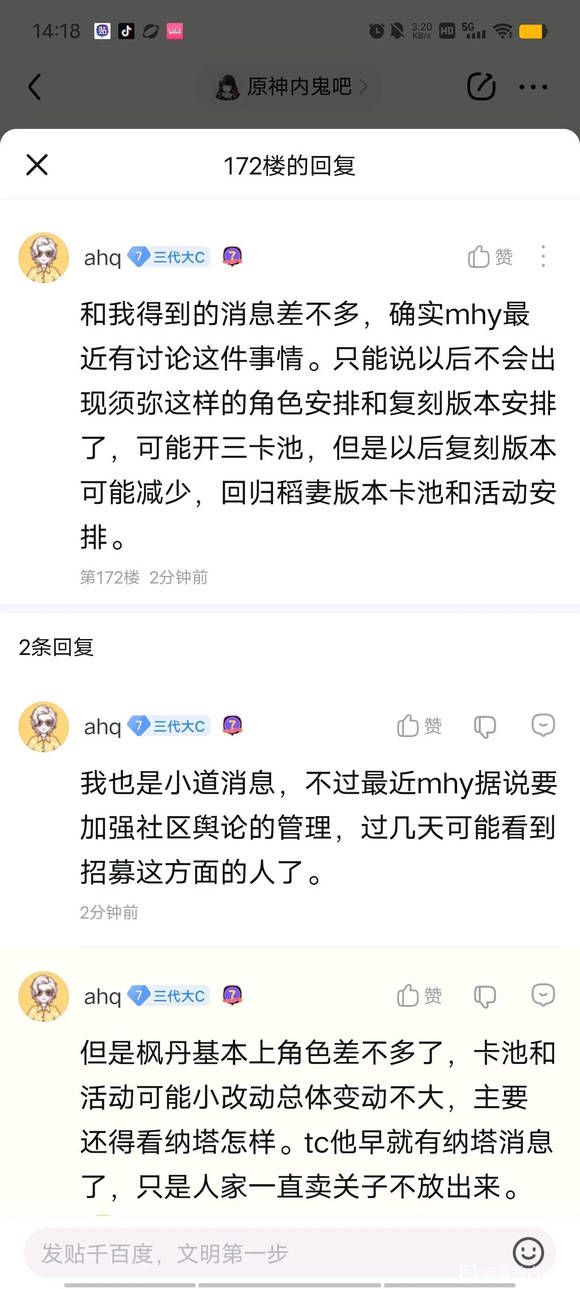 14:18
3.20
KB/s
HD
5G
原神内鬼吧
172楼的回复
ahq 7 三代大C
赞
和我得到的消息差不多，确实mhy最
近有讨论这件事情。只能说以后不会出
现须弥这样的角色安排和复刻版本安排
了，可能开三卡池，但是以后复刻版本
可能减少，回归稻妻版本卡池和活动安
排。
第172楼 2分钟前
2条回复
ahq 7 三代大C
赞
我也是小道消息，不过最近mhy据说要
加强社区舆论的管理，过几天可能看到
招募这方面的人了。
2分钟前
ahq 7 三代大C
赞
但是枫丹基本上角色差不多了，卡池和
活动可能小改动总体变动不大，主要
还得看纳塔怎样。tc他早就有纳塔消息
了，只是人家一直卖关子不放出来。
发贴千百度，文明第一步